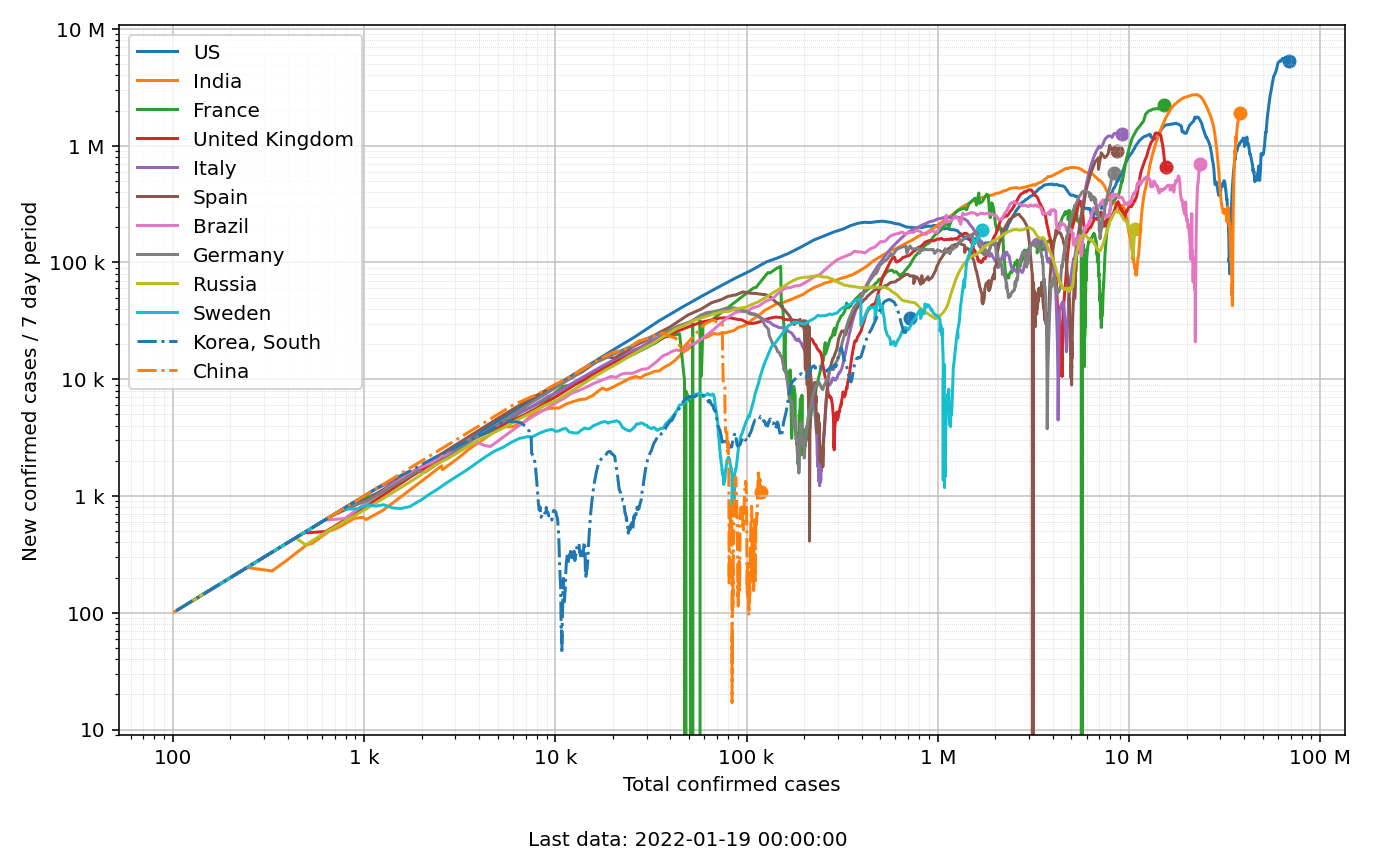 10 M
1 M
100 k
10 k
1 k
100
10
New confirmed cases / 7 day period
US
India
France
United Kingdom
Italy
Spain
Brazil
Germany
Russia
Sweden
Korea, South
China
100
1 k
10 k
100 k
1 M
10 M
100 M
Total confirmed cases
Last data: 2022-01-19 00:00:00